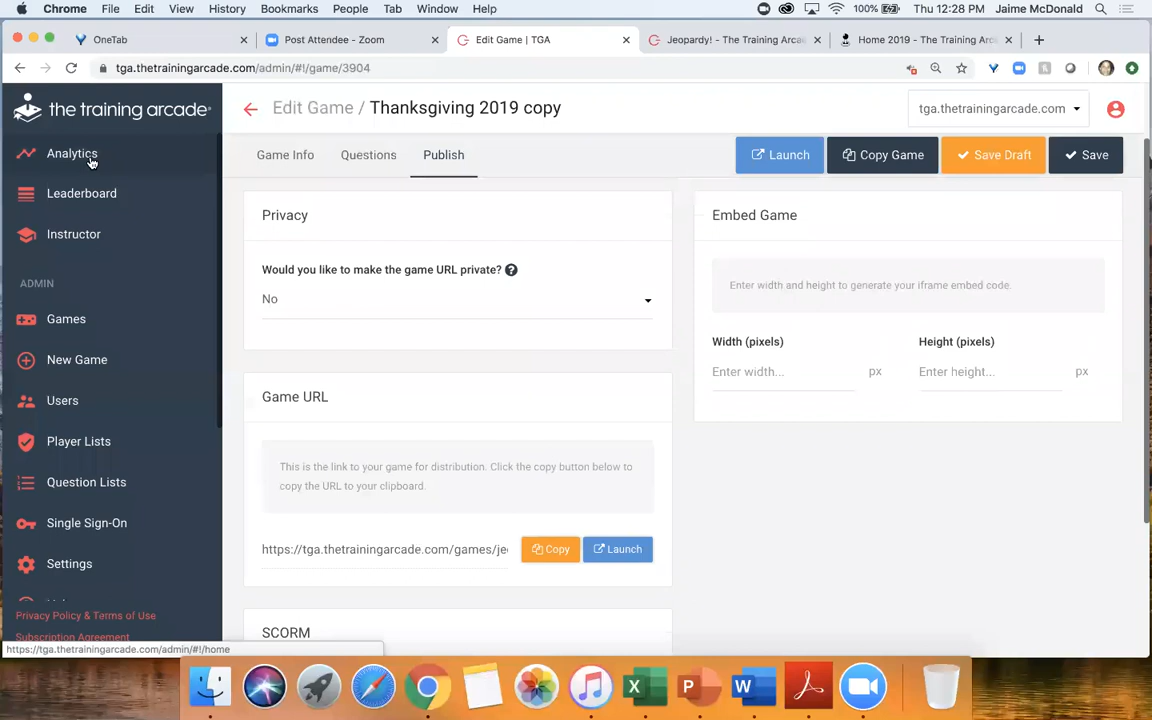 Chrome File Edit View History Bookmarks People Tab Window Help 100% Thu 12:28 PM Jaime McDonald
OneTab Post Attendee - Zoom Edit Game | TGA Jeopardy! - The Training Arca Home 2019 - The Training Ard
tga.thetrainingarcade.com/admin/#!/game/3904
the training arcade
Edit Game / Thanksgiving 2019 copy
tga.thetrainingarcade.com
Analytics
Leaderboard
Instructor
ADMIN
Games
New Game
Users
Player Lists
Question Lists
Single Sign-On
Settings
Privacy Policy & Terms of Use
Subscription Agreement
https://tga.thetrainingarcade.com/admin/#!/home
Game Info Questions Publish
Launch Copy Game Save Draft Save
Privacy
Would you like to make the game URL private? ?
No
Game URL
This is the link to your game for distribution. Click the copy button below to
copy the URL to your clipboard.
https://tga.thetrainingarcade.com/games/je
Copy Launch
SCORM
Embed Game
Enter width and height to generate your iframe embed code.
Width (pixels) Height (pixels)
Enter width... px Enter height... px